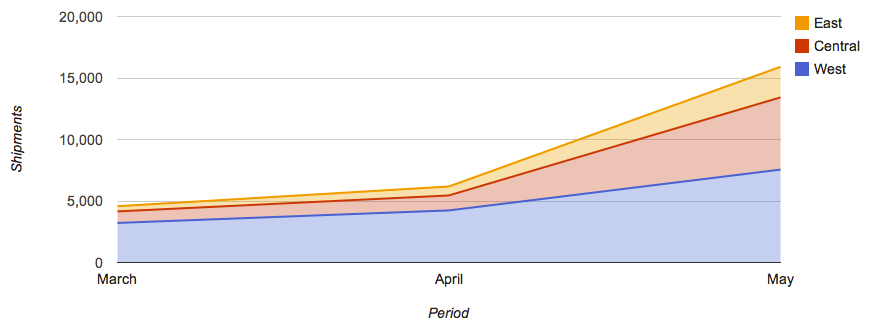 20,000
15,000
10,000
5,000
0
Shipments
March
April
May
Period
East
Central
West